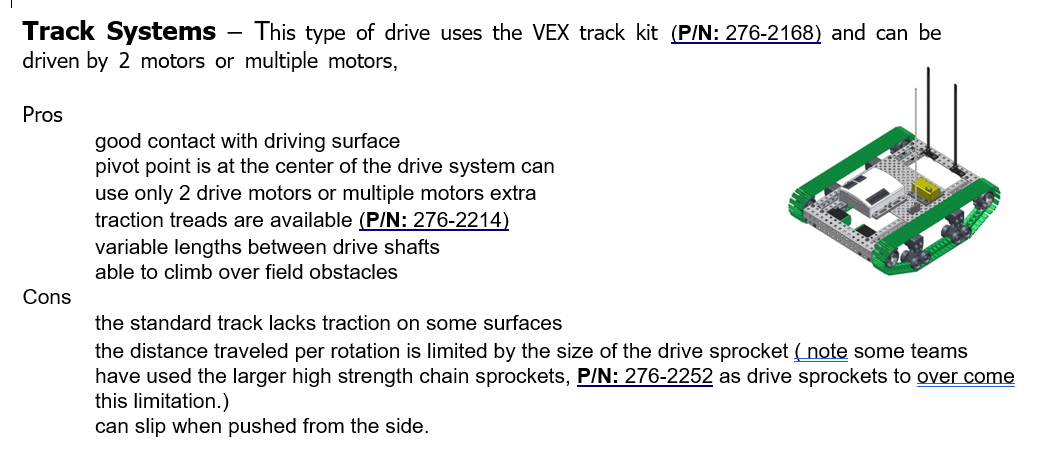 Track Systems – This type of drive uses the VEX track kit (P/N: 276-2168) and can be
driven by 2 motors or multiple motors,
Pros
good contact with driving surface
pivot point is at the center of the drive system can
use only 2 drive motors or multiple motors extra
traction treads are available (P/N: 276-2214)
variable lengths between drive shafts
able to climb over field obstacles
Cons
the standard track lacks traction on some surfaces
the distance traveled per rotation is limited by the size of the drive sprocket ( note some teams
have used the larger high strength chain sprockets, P/N: 276-2252 as drive sprockets to over come
this limitation.)
can slip when pushed from the side.